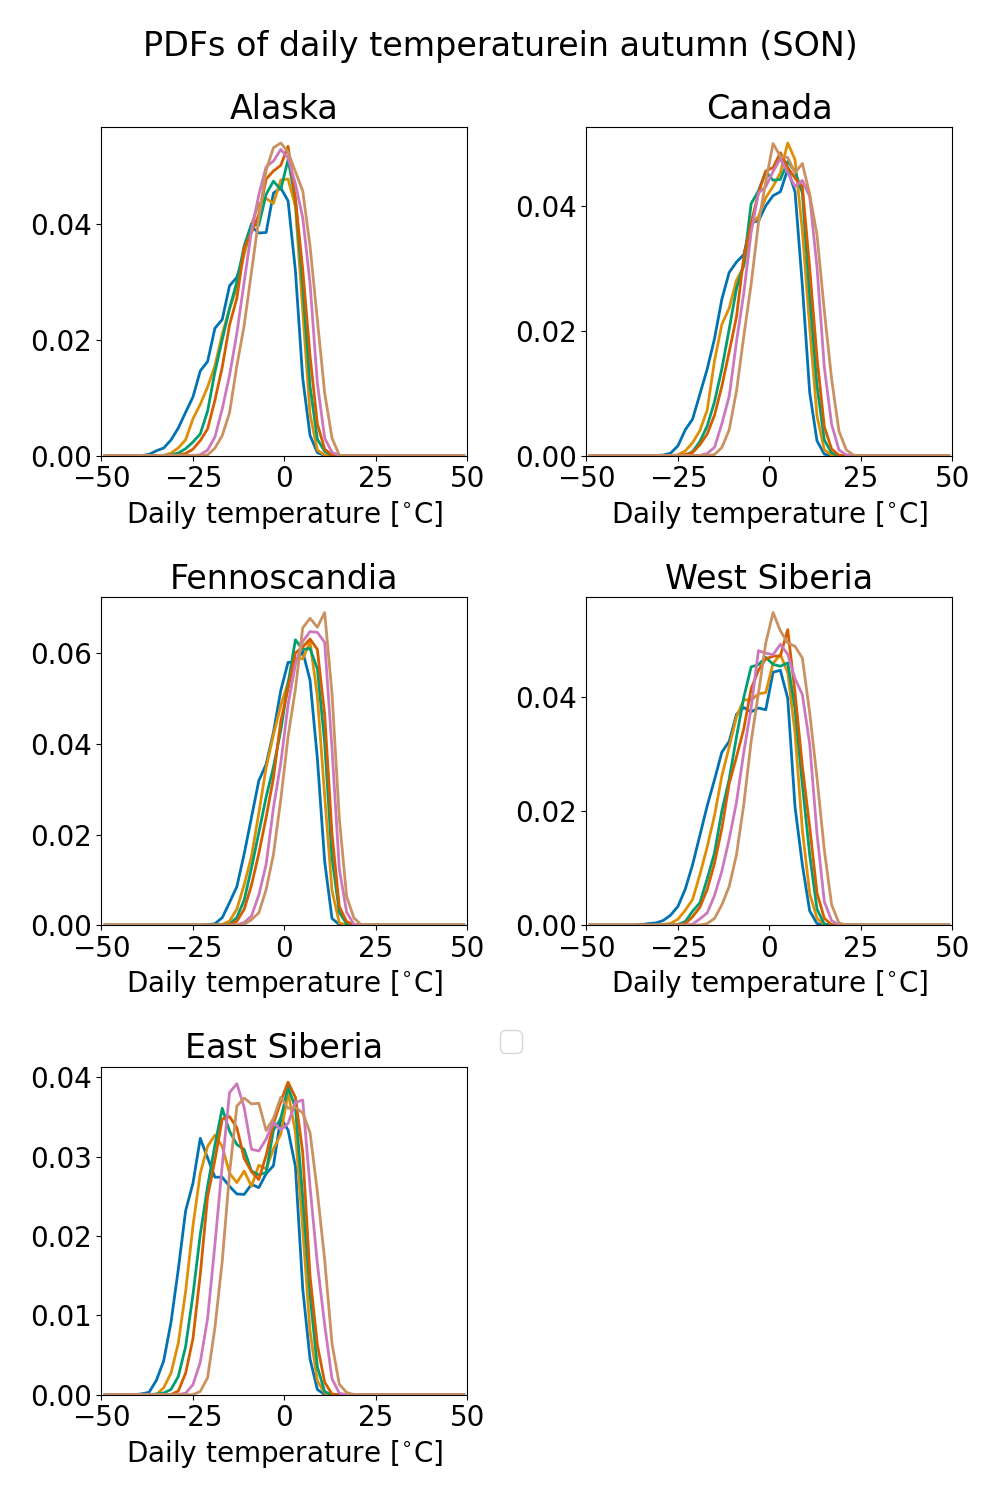 PDFs of daily temperaturein autumn (SON)
Alaska
0.04
0.02
0.00
−50 −25 0 25 50
Daily temperature [°C]
Canada
0.04
0.02
0.00
−50 −25 0 25 50
Daily temperature [°C]
Fennoscandia
0.06
0.04
0.02
0.00
−50 −25 0 25 50
Daily temperature [°C]
West Siberia
0.04
0.02
0.00
−50 −25 0 25 50
Daily temperature [°C]
East Siberia
0.04
0.03
0.02
0.01
0.00
−50 −25 0 25 50
Daily temperature [°C]